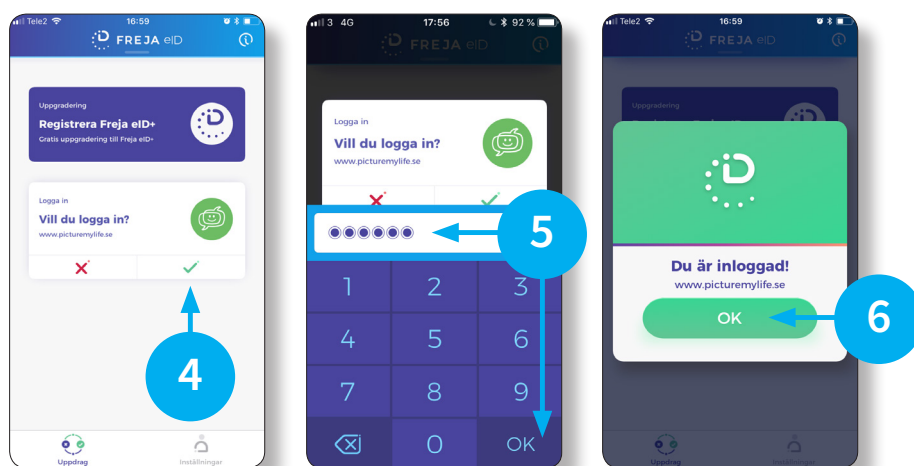 Tele2 16:59
FREJA eID
Uppgradering
Registrera Freja eID+
Gratis uppgradering till Freja eID+
Logga in
Vill du logga in?
www.picturemylife.se
4
Uppdrag
Inställningar
3 4G 17:56 92 %
FREJA eID
Logga in
Vill du logga in?
www.picturemylife.se
5
1 2 3
4 5 6
7 8 9
0 OK
Tele2 16:59
FREJA eID
Uppgradering
iD
Du är inloggad!
www.picturemylife.se
OK
6
Uppdrag
Inställningar